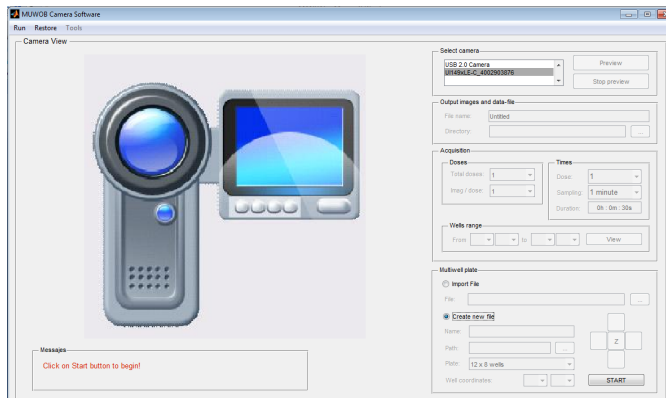 MUWOB Camera Software
Run Restore Tools
Camera View
Select camera
USB 2.0 Camera
UI149xLE-C_4002903876
Preview
Stop preview
Output images and data-file
File name: Untitled
Directory: ...
Acquisition
Doses
Total doses: 1
Imag / dose: 1
Times
Dose: 1
Sampling: 1 minute
Duration: 0h : 0m : 30s
Wells range
From to View
Multiwell plate
Import File
File: ...
Create new file
Name:
Path: ...
Z
Plate: 12 x 8 wells
Well coordinates: START
Messajes
Click on Start button to begin!